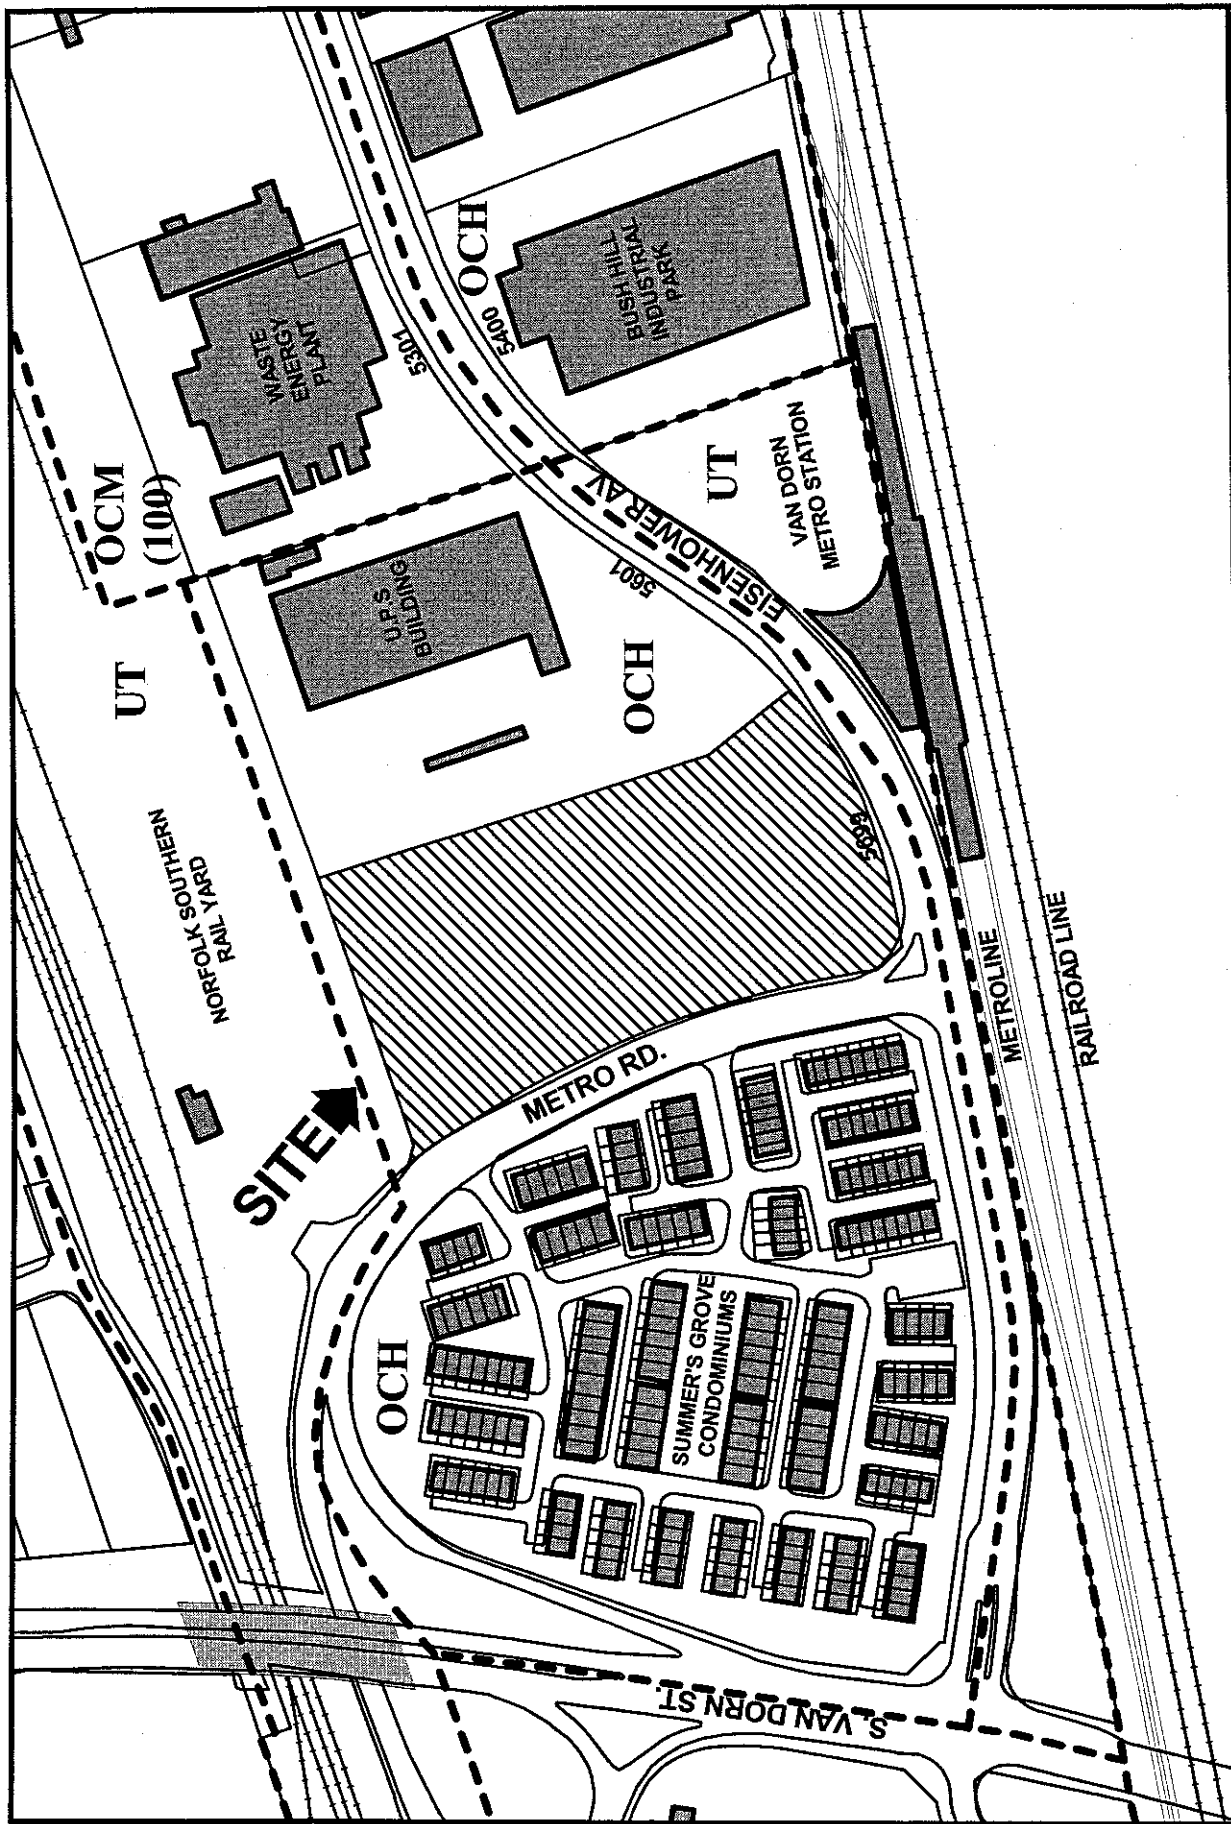 OCH
WASTE
ENERGY
PLANT
5301
5400
BUSH HILL
INDUSTRIAL
PARK
OCM
(100)
UT
VAN DORN
METRO STATION
EISENHOWER AV
5601
U.P.S
BUILDING
UT
OCH
NORFOLK SOUTHERN
RAIL YARD
5695
METROLINE
RAILROAD LINE
SITE
METRO RD.
OCH
SUMMER'S GROVE
CONDOMINIUMS
S. VAN DORN ST.